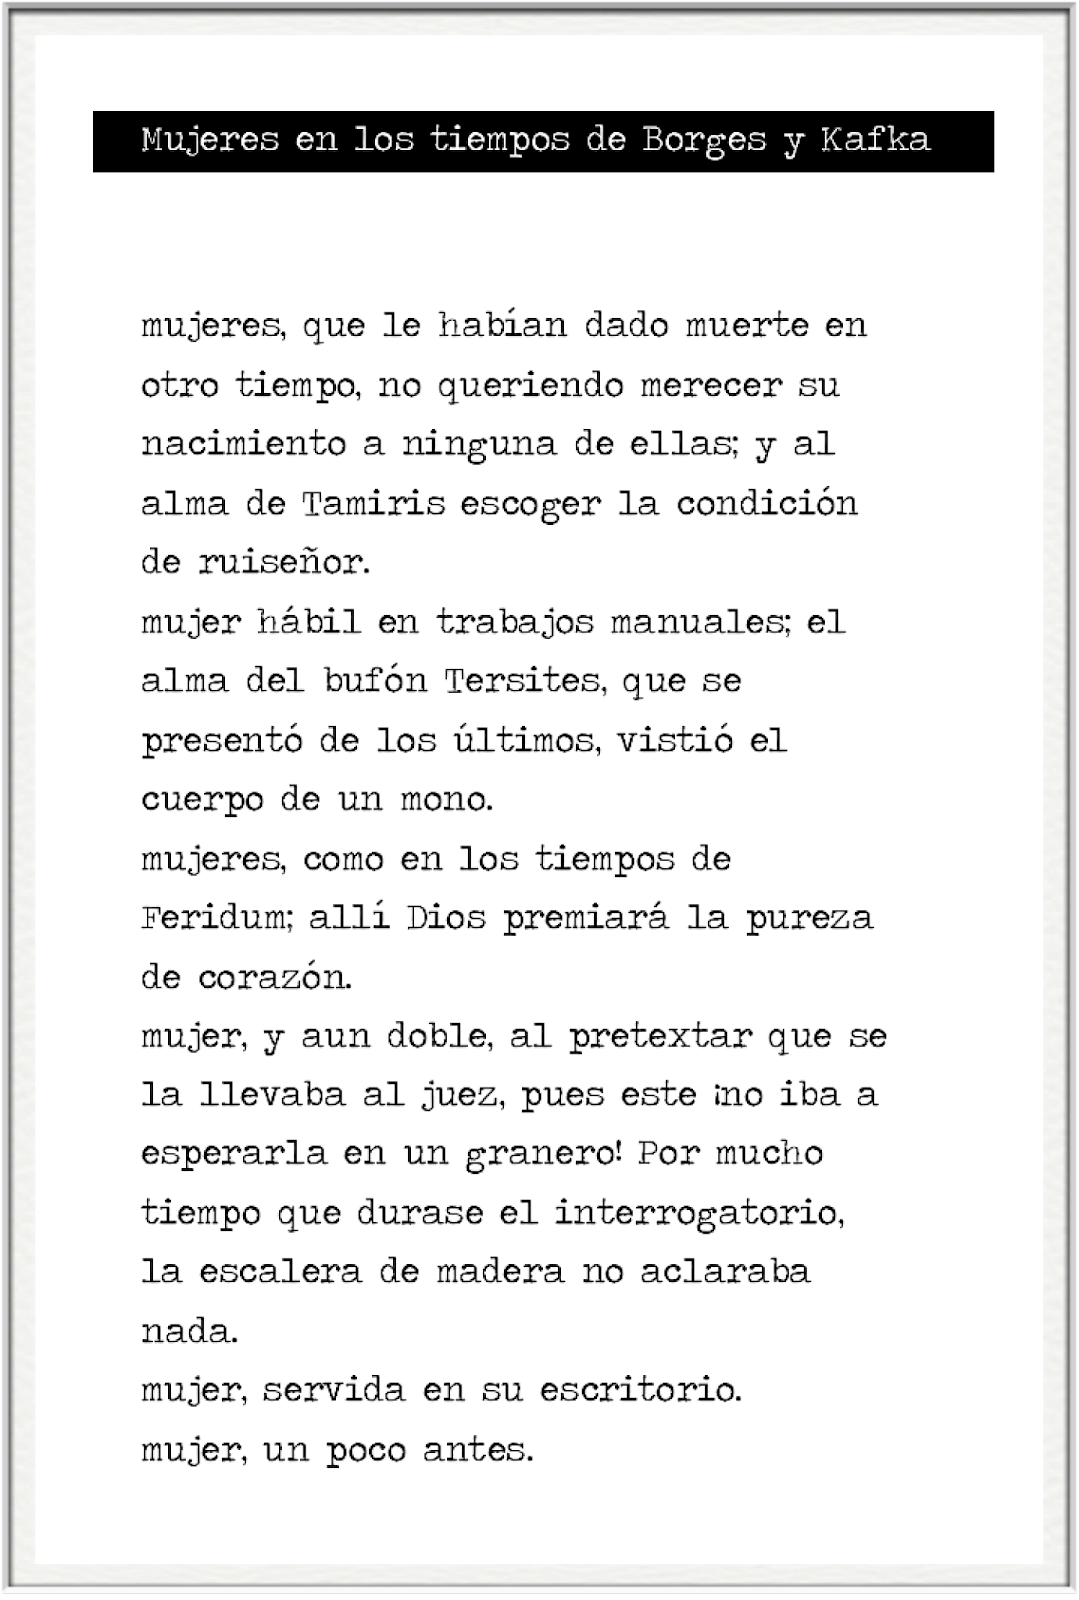 Mujeres en los tiempos de Borges y Kafka
mujeres, que le habían dado muerte en
otro tiempo, no queriendo merecer su
nacimiento a ninguna de ellas; y al
alma de Tamiris escoger la condición
de ruiseñor.
mujer hábil en trabajos manuales; el
alma del bufón Tersites, que se
presentó de los últimos, vistió el
cuerpo de un mono.
mujeres, como en los tiempos de
Feridum; allí Dios premiará la pureza
de corazón.
mujer, y aun doble, al pretextar que se
la llevaba al juez, pues este ¡no iba a
esperarla en un granero! Por mucho
tiempo que durase el interrogatorio,
la escalera de madera no aclaraba
nada.
mujer, servida en su escritorio.
mujer, un poco antes.